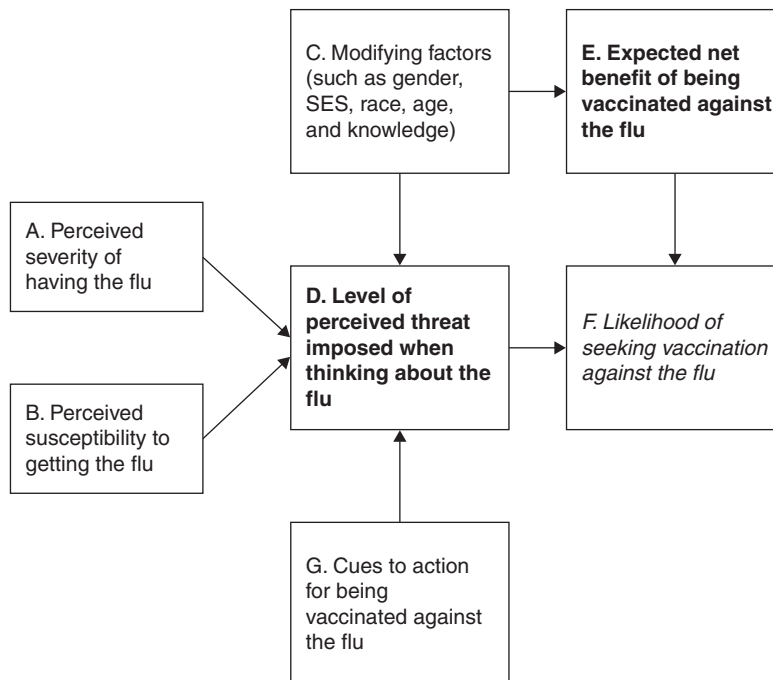 C. Modifying factors
(such as gender,
SES, race, age,
and knowledge)
E. Expected net
benefit of being
vaccinated against
the flu
A. Perceived
severity of
having the flu
D. Level of
perceived threat
imposed when
thinking about the
flu
F. Likelihood of
seeking vaccination
against the flu
B. Perceived
susceptibility to
getting the flu
G. Cues to action
for being
vaccinated against
the flu